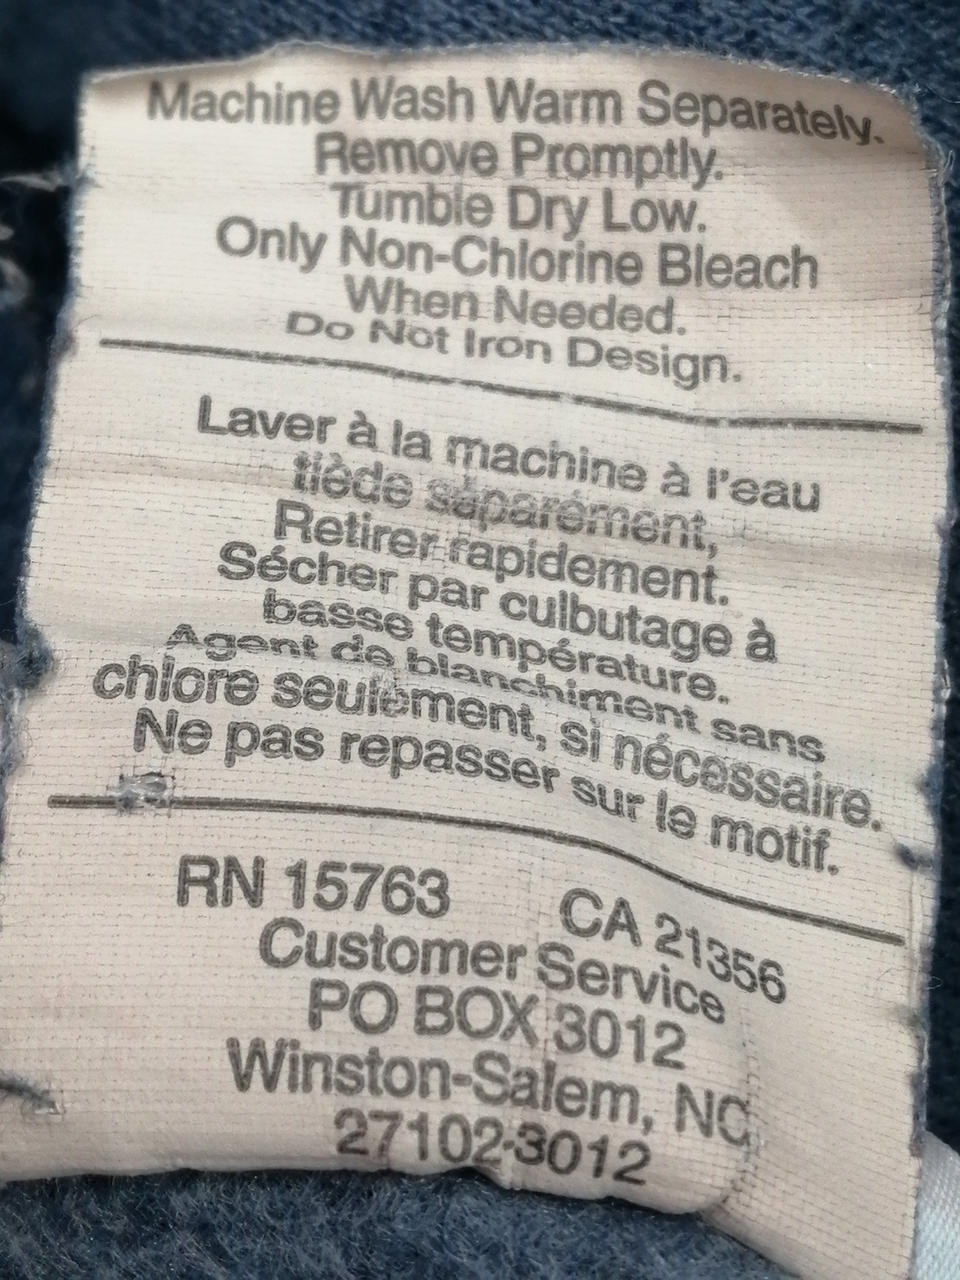 Machine Wash Warm Separately.
Remove Promptly.
Tumble Dry Low.
Only Non-Chlorine Bleach
When Needed.
Do Not Iron Design.
Laver à la machine à l'eau
tiède séparément,
Retirer rapidement.
Sécher par culbutage à
basse température.
Agent de blanchiment sans
chlore seulement, si nécessaire.
Ne pas repasser sur le motif.
RN 15763 CA 21356
Customer Service
PO BOX 3012
Winston-Salem, NC
27102-3012